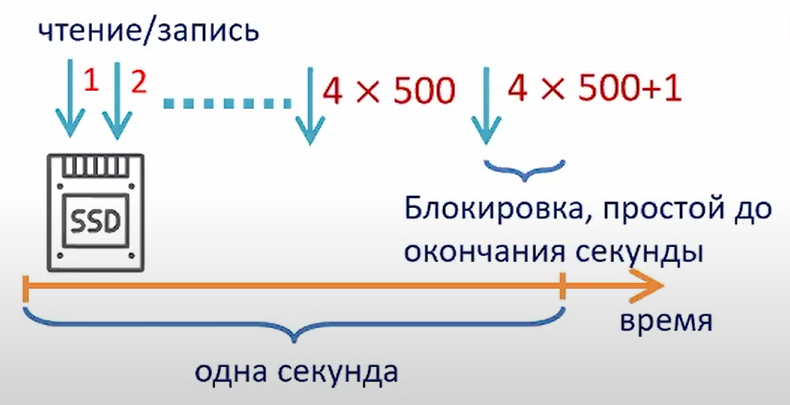 чтение/запись
1
2
4 × 500
4 × 500+1
SSD
Блокировка, простой до
окончания секунды
время
одна секунда